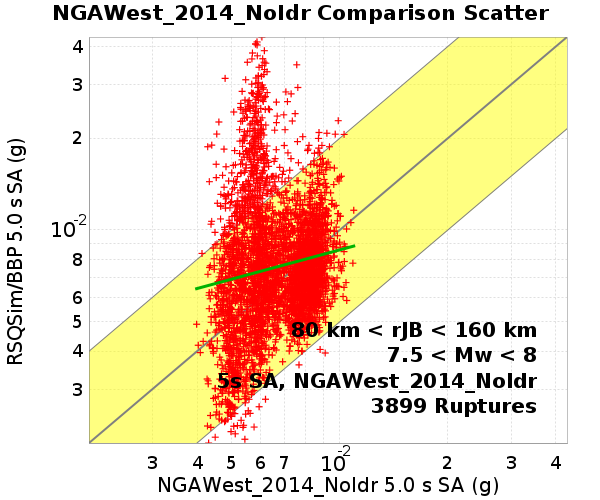 NGAWest_2014_NoIdr Comparison Scatter
4
3
2
10-2
8
6
5
4
3
RSQSim/BBP 5.0 s SA (g)
80 km < rJB < 160 km
7.5 < Mw < 8
5s SA, NGAWest_2014_NoIdr
3899 Ruptures
3 4 5 6 7 10-2 2 3 4
NGAWest_2014_NoIdr 5.0 s SA (g)